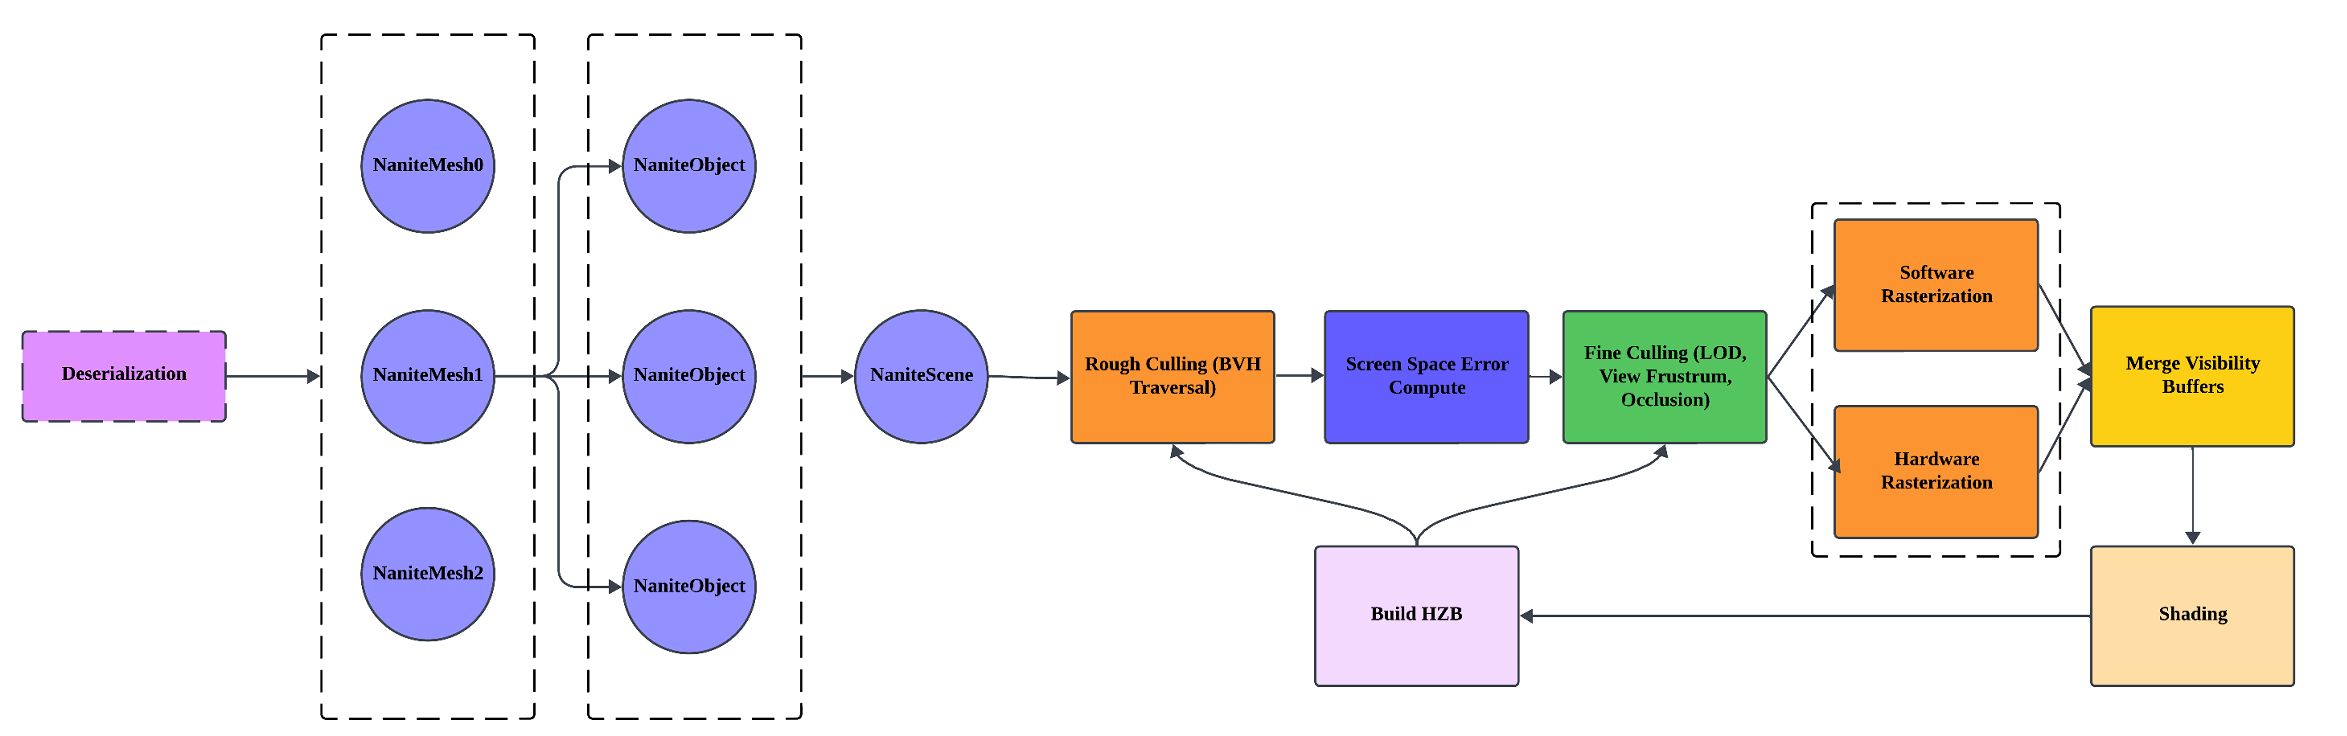 Deserialization
NaniteMesh0
NaniteMesh1
NaniteMesh2
NaniteObject
NaniteObject
NaniteObject
NaniteScene
Rough Culling (BVH
Traversal)
Screen Space Error
Compute
Fine Culling (LOD,
View Frustrum,
Occlusion)
Software
Rasterization
Hardware
Rasterization
Merge Visibility
Buffers
Shading
Build HZB